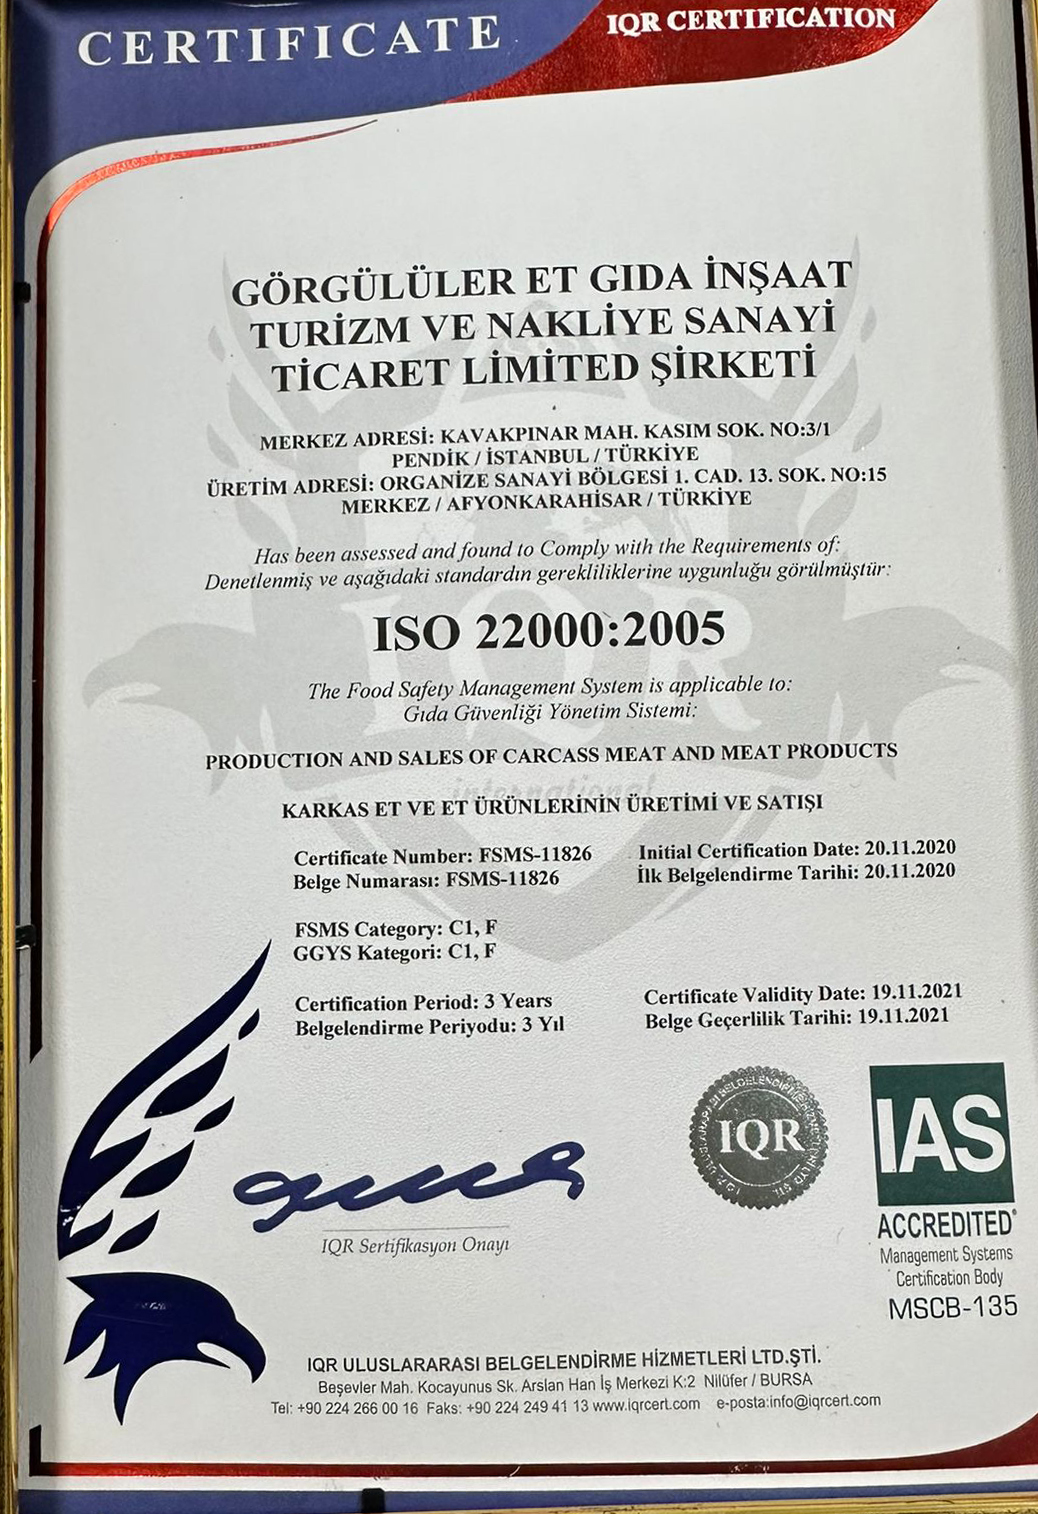 CERTIFICATE
IQR CERTIFICATION
GÖRGÜLÜLER ET GIDA İNŞAAT
TURİZM VE NAKLİYE SANAYİ
TİCARET LİMİTED ŞİRKETİ
MERKEZ ADRESİ: KAVAKPINAR MAH. KASIM SOK. NO:3/1
PENDİK / İSTANBUL / TÜRKİYE
ÜRETİM ADRESİ: ORGANİZE SANAYİ BÖLGESİ 1. CAD. 13. SOK. NO:15
MERKEZ / AFYONKARAHİSAR / TÜRKİYE
Has been assessed and found to Comply with the Requirements of:
Denetlenmiş ve aşağıdaki standardın gerekliliklerine uygunluğu görülmüştür:
ISO 22000:2005
IQR
The Food Safety Management System is applicable to:
Gıda Güvenliği Yönetim Sistemi:
PRODUCTION AND SALES OF CARCASS MEAT AND MEAT PRODUCTS
international
KARKAS ET VE ET ÜRÜNLERİNİN ÜRETİMİ VE SATIŞI
Certificate Number: FSMS-11826
Belge Numarası: FSMS-11826
Initial Certification Date: 20.11.2020
İlk Belgelendirme Tarihi: 20.11.2020
FSMS Category: C1, F
GGYS Kategori: C1, F
Certification Period: 3 Years
Belgelendirme Periyodu: 3 Yıl
Certificate Validity Date: 19.11.2021
Belge Geçerlilik Tarihi: 19.11.2021
IQR
IAS
ACCREDITED®
Management Systems
Certification Body
MSCB-135
IQR Sertifikasyon Onayı
IQR ULUSLARARASI BELGELENDİRME HİZMETLERİ LTD.ŞTİ.
Beşevler Mah. Kocayunus Sk. Arslan Han İş Merkezi K:2 Nilüfer / BURSA
Tel: +90 224 266 00 16 Faks: +90 224 249 41 13 www.iqrcert.com e-posta:info@iqrcert.com